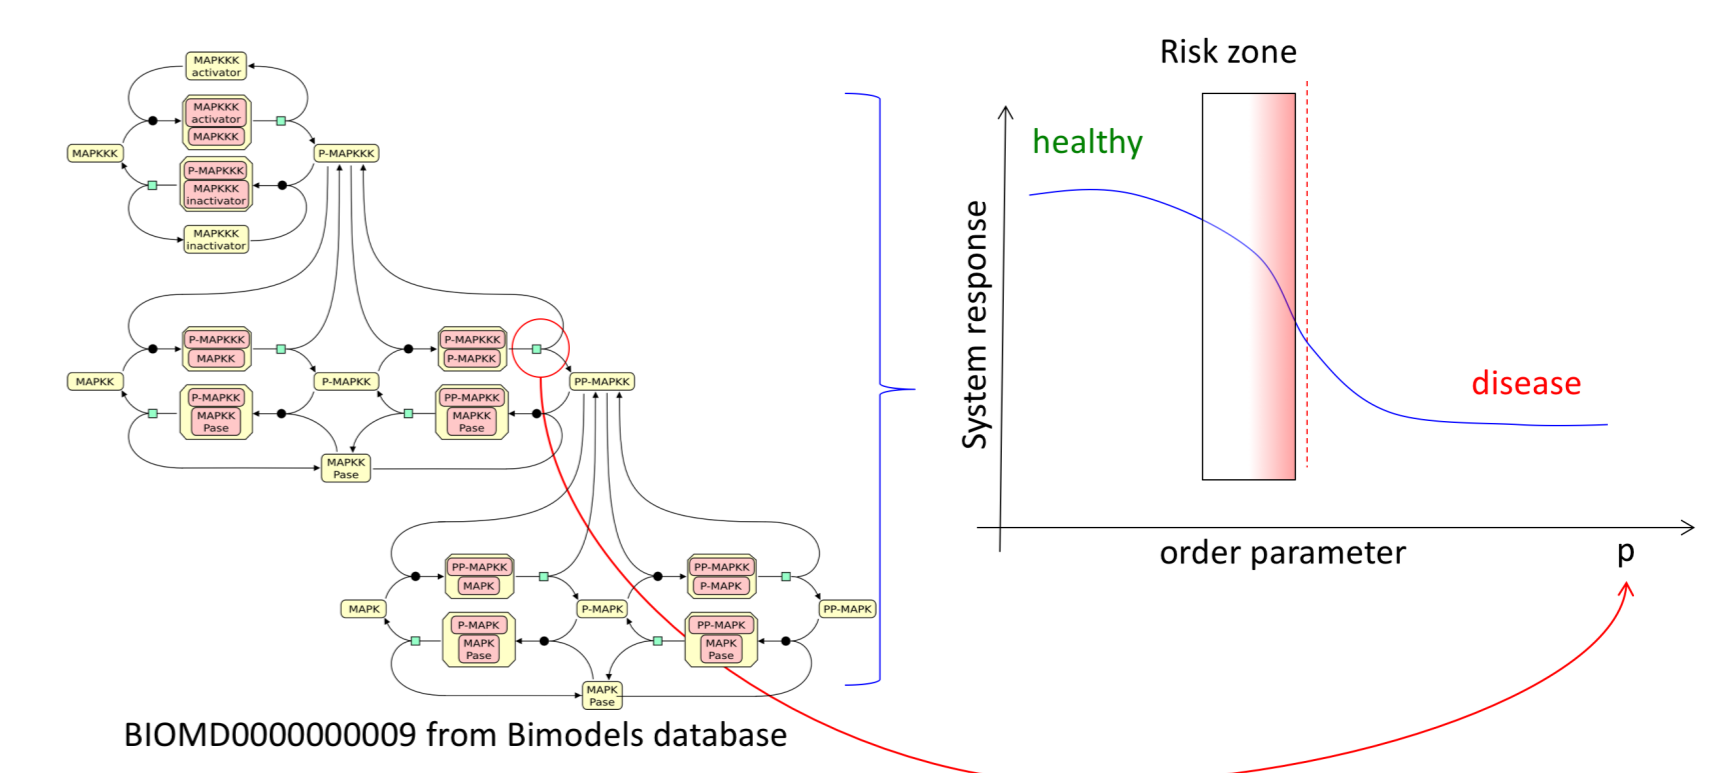 MAPKKK
activator
MAPKKK
activator
MAPKKK
MAPKKK
P-MAPKKK
P-MAPKKK
MAPKKK
inactivator
MAPKKK
inactivator
P-MAPKKK
MAPKK
P-MAPKKK
P-MAPKK
MAPKK
P-MAPKK
PP-MAPKK
P-MAPKK
MAPKK
Pase
PP-MAPKK
MAPKK
Pase
MAPKK
Pase
PP-MAPKK
MAPK
PP-MAPKK
P-MAPK
MAPK
P-MAPK
PP-MAPK
P-MAPK
MAPK
Pase
PP-MAPK
MAPK
Pase
MAPK
Pase
BIOMD0000000009 from Bimodels database
Risk zone
healthy
System response
disease
order parameter
p